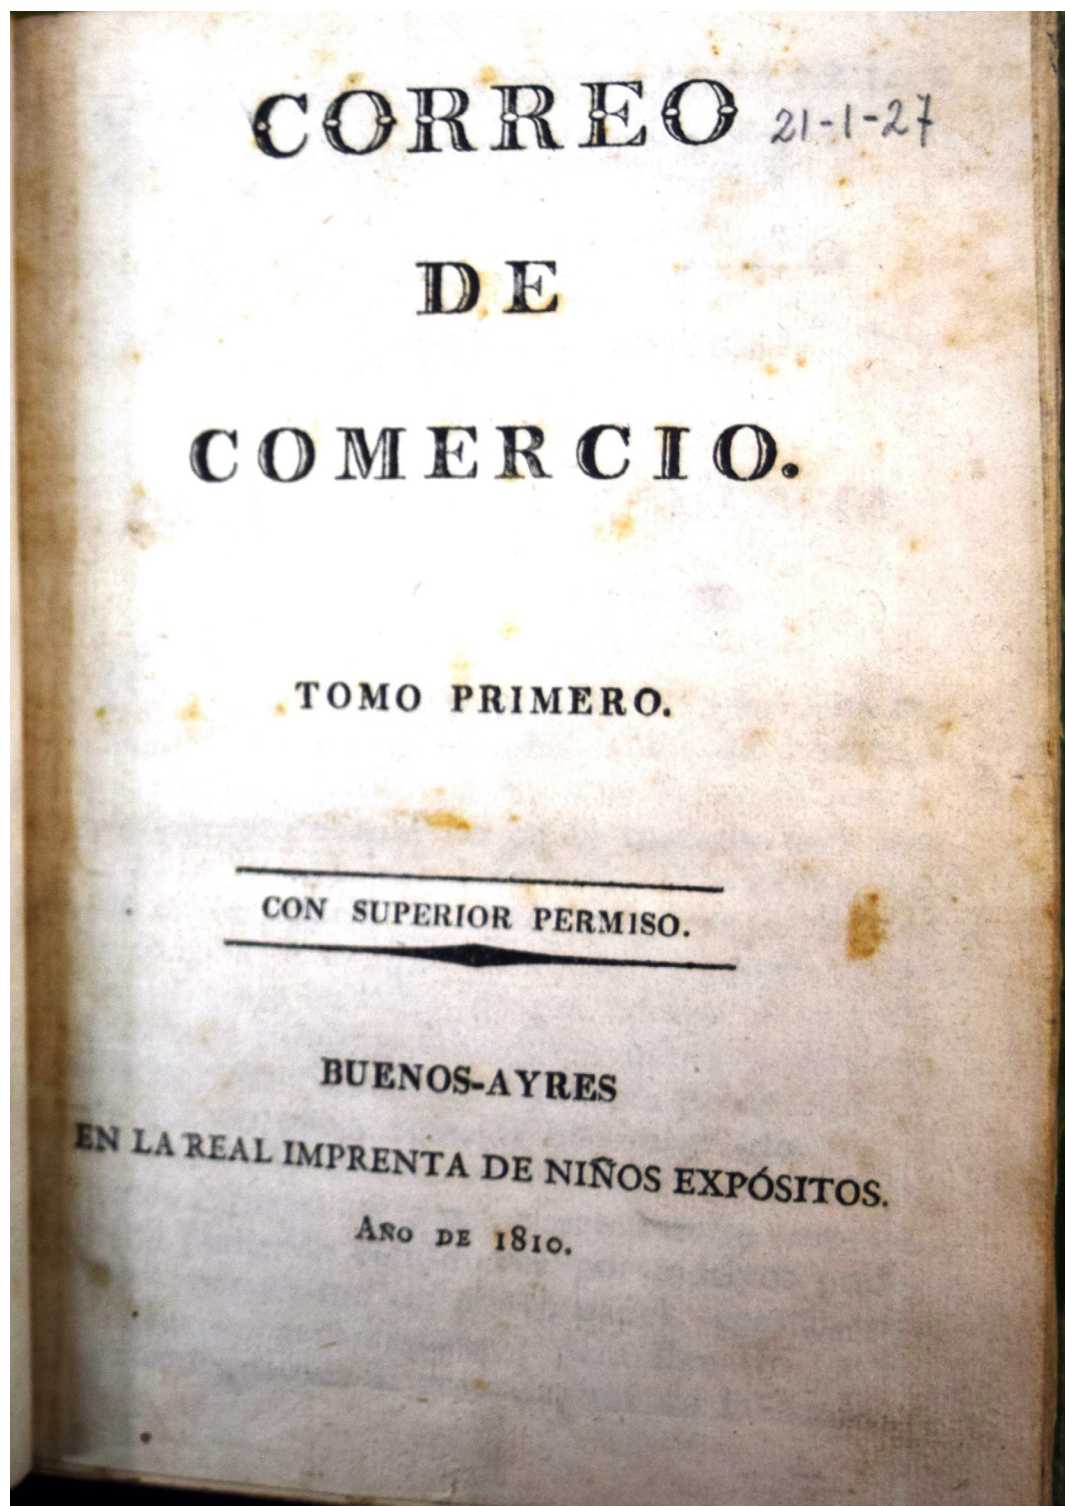 CORREO 21-1-27
DE
COMERCIO.
TOMO PRIMERO.
CON SUPERIOR PERMISO.
BUENOS-AYRES
EN LA REAL IMPRENTA DE NIÑOS EXPÓSITOS.
AÑO DE 1810.